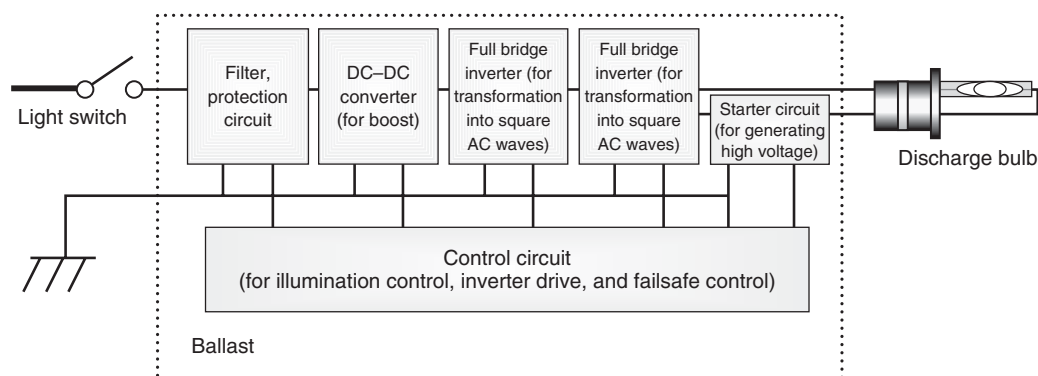 Light switch
Filter,
protection
circuit
DC–DC
converter
(for boost)
Full bridge
inverter (for
transformation
into square
AC waves)
Full bridge
inverter (for
transformation
into square
AC waves)
Starter circuit
(for generating
high voltage)
Discharge bulb
Control circuit
(for illumination control, inverter drive, and failsafe control)
Ballast